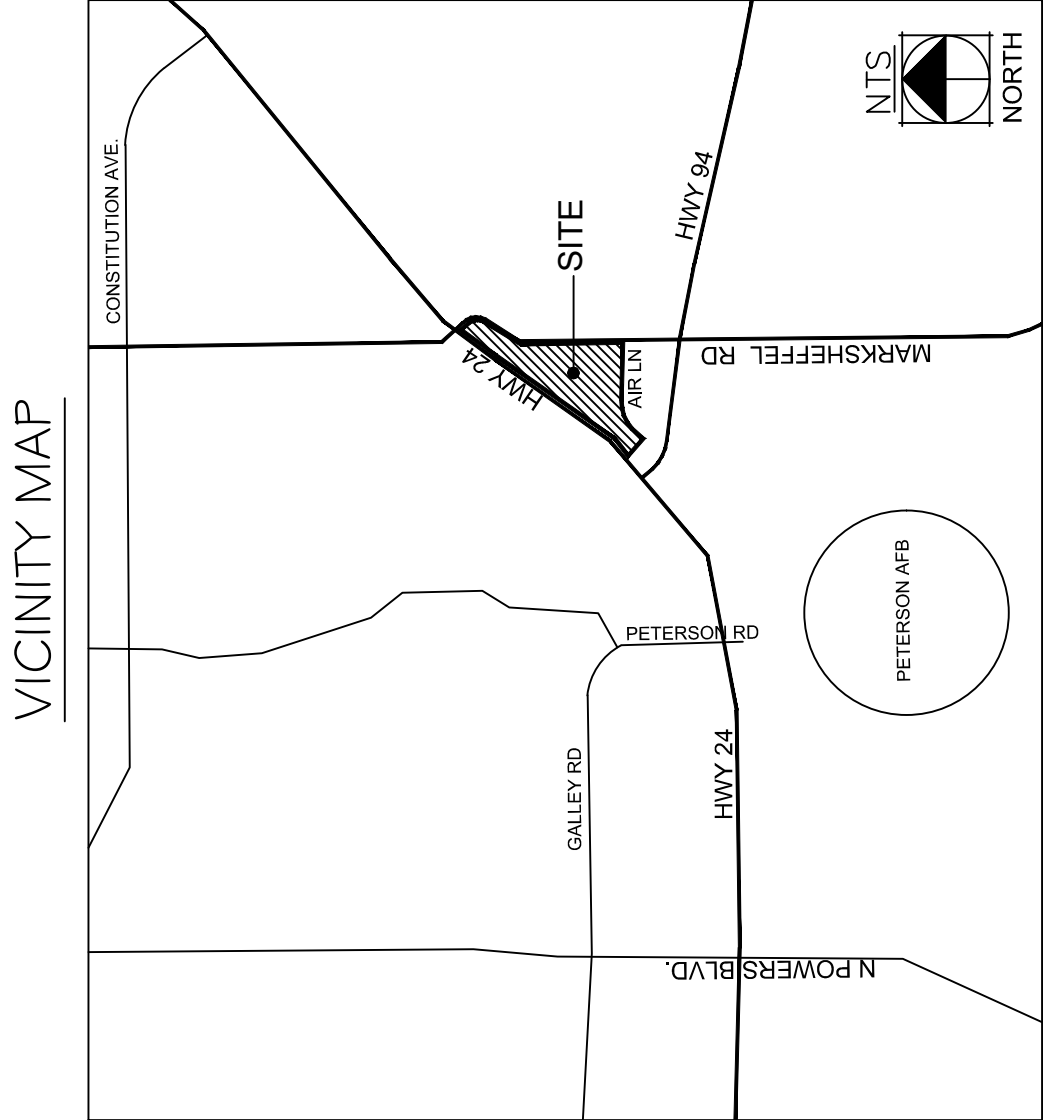 VICINITY MAP
CONSTITUTION AVE.
NTS
NORTH
HWY 94
SITE
HWY 24
MARKSHEFFEL RD
AIR LN
PETERSON RD
PETERSON AFB
GALLEY RD
HWY 24
N POWERS BLVD.